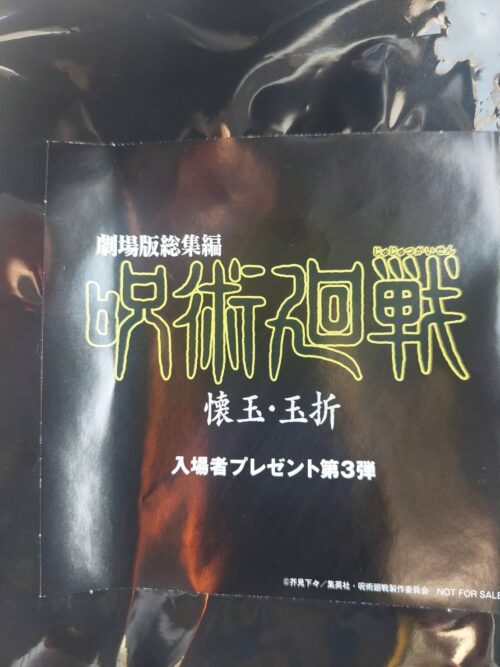 劇場版総集編
じゅじゅつかいせん
呪術廻戦
懐玉・玉折
入場者プレゼント第3弾
©芥見下々／集英社・呪術廻戦製作委員会 NOT FOR SALE